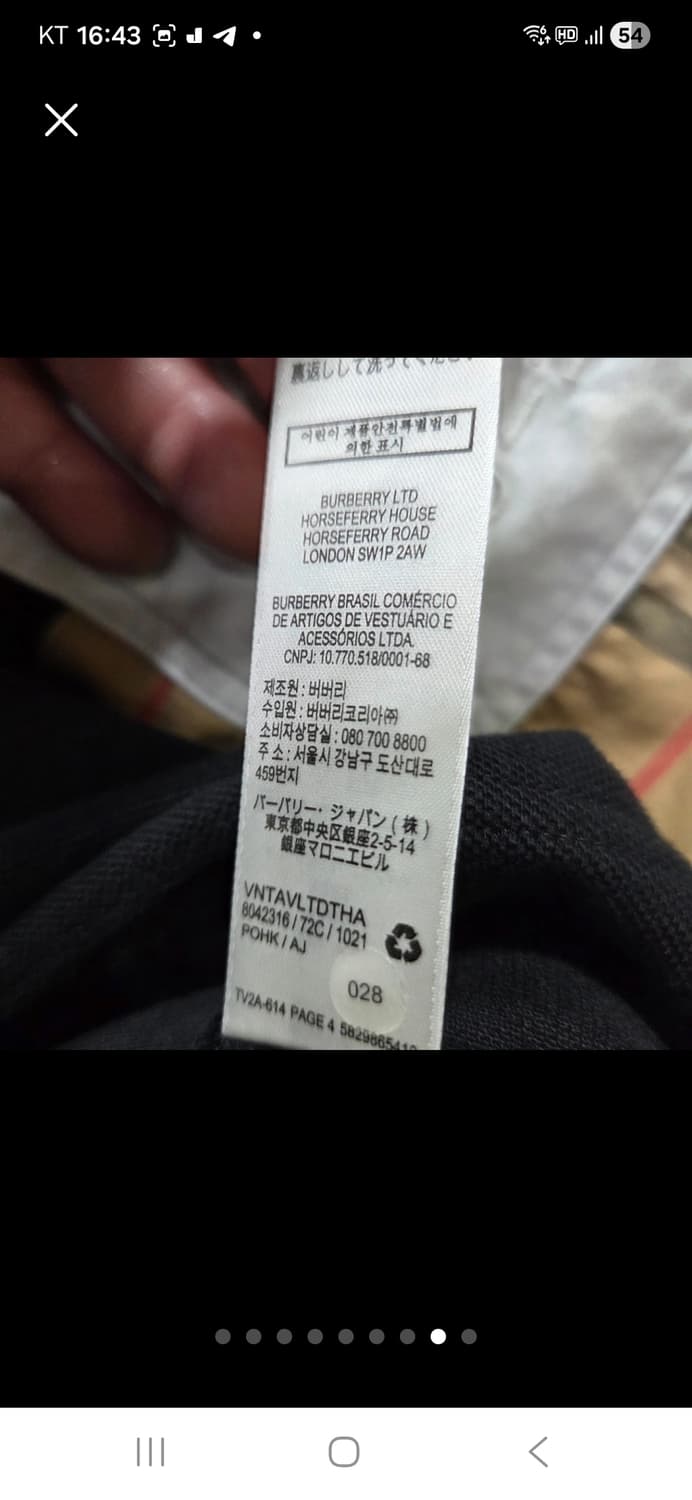 KT 16:43
HD
54
裏返しして洗ってください
어린이 제품안전특별법에
의한 표시
BURBERRY LTD
HORSEFERRY HOUSE
HORSEFERRY ROAD
LONDON SW1P 2AW
BURBERRY BRASIL COMÉRCIO
DE ARTIGOS DE VESTUÁRIO E
ACESSÓRIOS LTDA.
CNPJ: 10.770.518/0001-68
제조원 : 버버리
수입원 : 버버리코리아㈜
소비자상담실 : 080 700 8800
주 소 : 서울시 강남구 도산대로
459번지
バーバリー・ジャパン ( 株 )
東京都中央区銀座2-5-14
銀座マロニエビル
VNTAVLTDTHA
8042316 / 72C / 1021
POHK / AJ
028
TV2A-614 PAGE 4